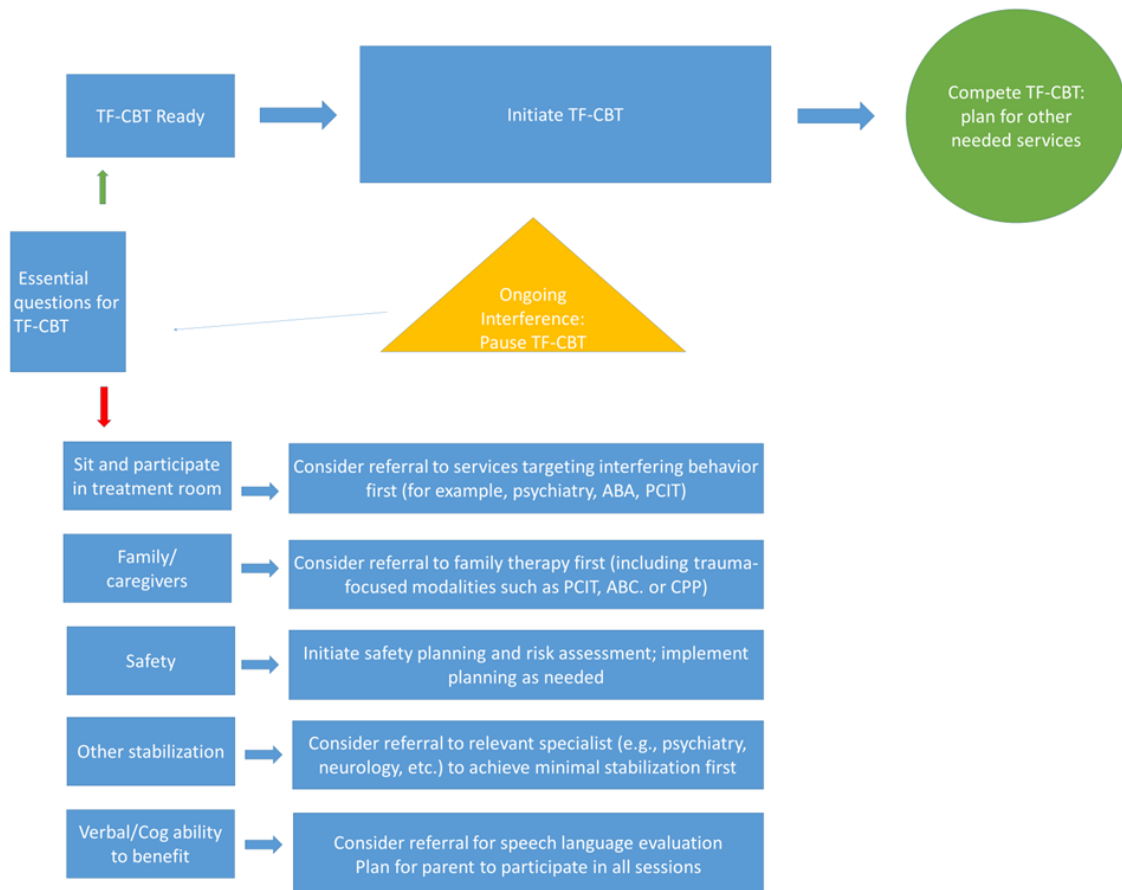 TF-CBT Ready
Initiate TF-CBT
Compete TF-CBT:
plan for other
needed services
Essential
questions for
TF-CBT
Ongoing
Interference:
Pause TF-CBT
Sit and participate
in treatment room
Consider referral to services targeting interfering behavior
first (for example, psychiatry, ABA, PCIT)
Family/
caregivers
Consider referral to family therapy first (including trauma-
focused modalities such as PCIT, ABC. or CPP)
Safety
Initiate safety planning and risk assessment; implement
planning as needed
Other stabilization
Consider referral to relevant specialist (e.g., psychiatry,
neurology, etc.) to achieve minimal stabilization first
Verbal/Cog ability
to benefit
Consider referral for speech language evaluation
Plan for parent to participate in all sessions